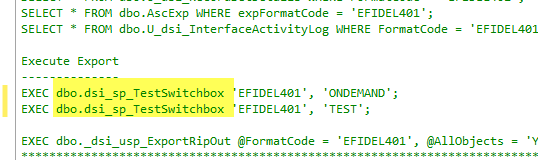 SELECT * FROM dbo.AscExp WHERE expFormatCode = 'EFIDEL401';
SELECT * FROM dbo.U_dsi_InterfaceActivityLog WHERE FormatCode = 'EFIDEL401
Execute Export
--------------
EXEC dbo.dsi_sp_TestSwitchbox 'EFIDEL401', 'ONDEMAND';
EXEC dbo.dsi_sp_TestSwitchbox 'EFIDEL401', 'TEST';
EXEC dbo._dsi_usp_ExportRipOut @FormatCode = 'EFIDEL401', @AllObjects = 'Y